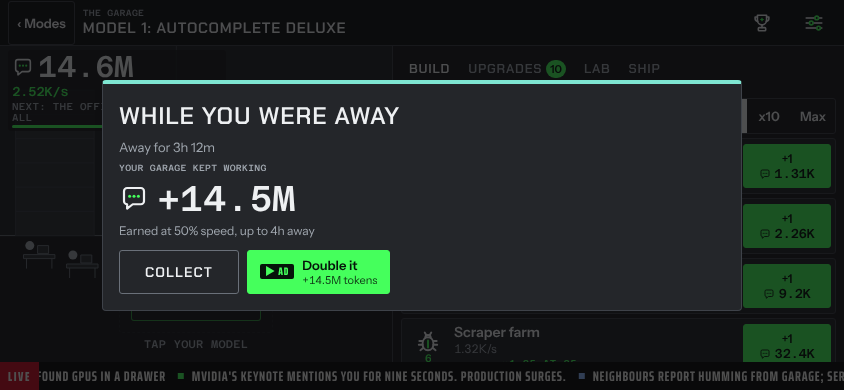 ‹ Modes
THE GARAGE
MODEL 1: AUTOCOMPLETE DELUXE
14.6M
2.52K/s
NEXT: THE OFF
ALL
BUILD
UPGRADES 10
LAB
SHIP
x10
Max
WHILE YOU WERE AWAY
Away for 3h 12m
YOUR GARAGE KEPT WORKING
+14.5M
Earned at 50% speed, up to 4h away
COLLECT
AD
Double it
+14.5M tokens
+1
1.31K
+1
2.26K
+1
9.2K
+1
32.4K
TAP YOUR MODEL
Scraper farm
1.32K/s
6
LIVE
FOUND GPUS IN A DRAWER
MVIDIA'S KEYNOTE MENTIONS YOU FOR NINE SECONDS. PRODUCTION SURGES.
NEIGHBOURS REPORT HUMMING FROM GARAGE; SER